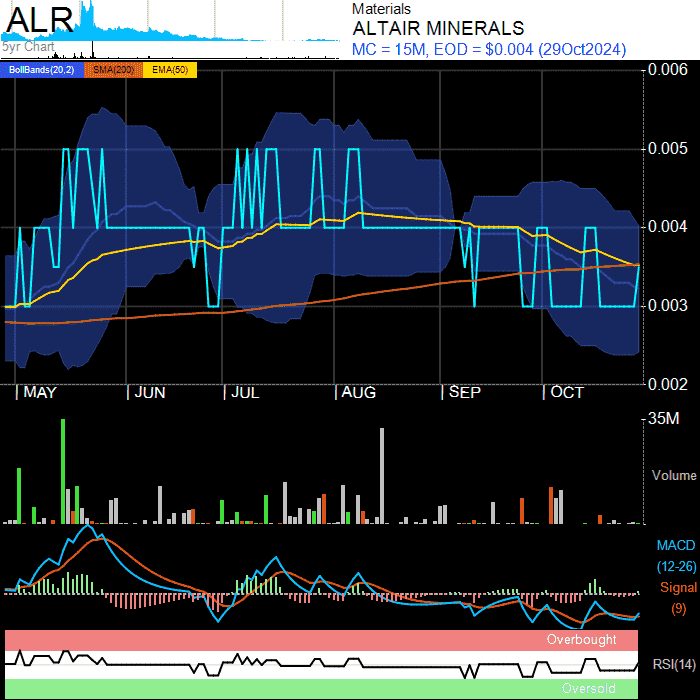 ALR
5yr Chart
Materials
ALTAIR MINERALS
MC = 15M, EOD = $0.004 (29Oct2024)
BollBands(20,2) SMA(200) EMA(50)
0.006
0.005
0.004
0.003
0.002
MAY JUN JUL AUG SEP OCT
35M
Volume
MACD
(12-26)
Signal
(9)
Overbought
RSI(14)
Oversold